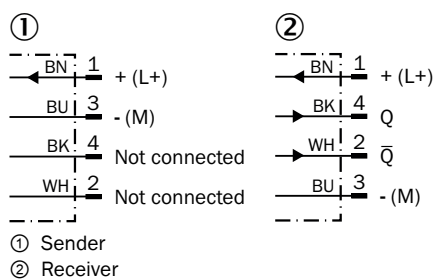 ① ②
BN 1 + (L+)
BU 3 - (M)
BK 4 Not connected
WH 2 Not connected
BN 1 + (L+)
BK 4 Q
WH 2 Q̅
BU 3 - (M)
① Sender
② Receiver